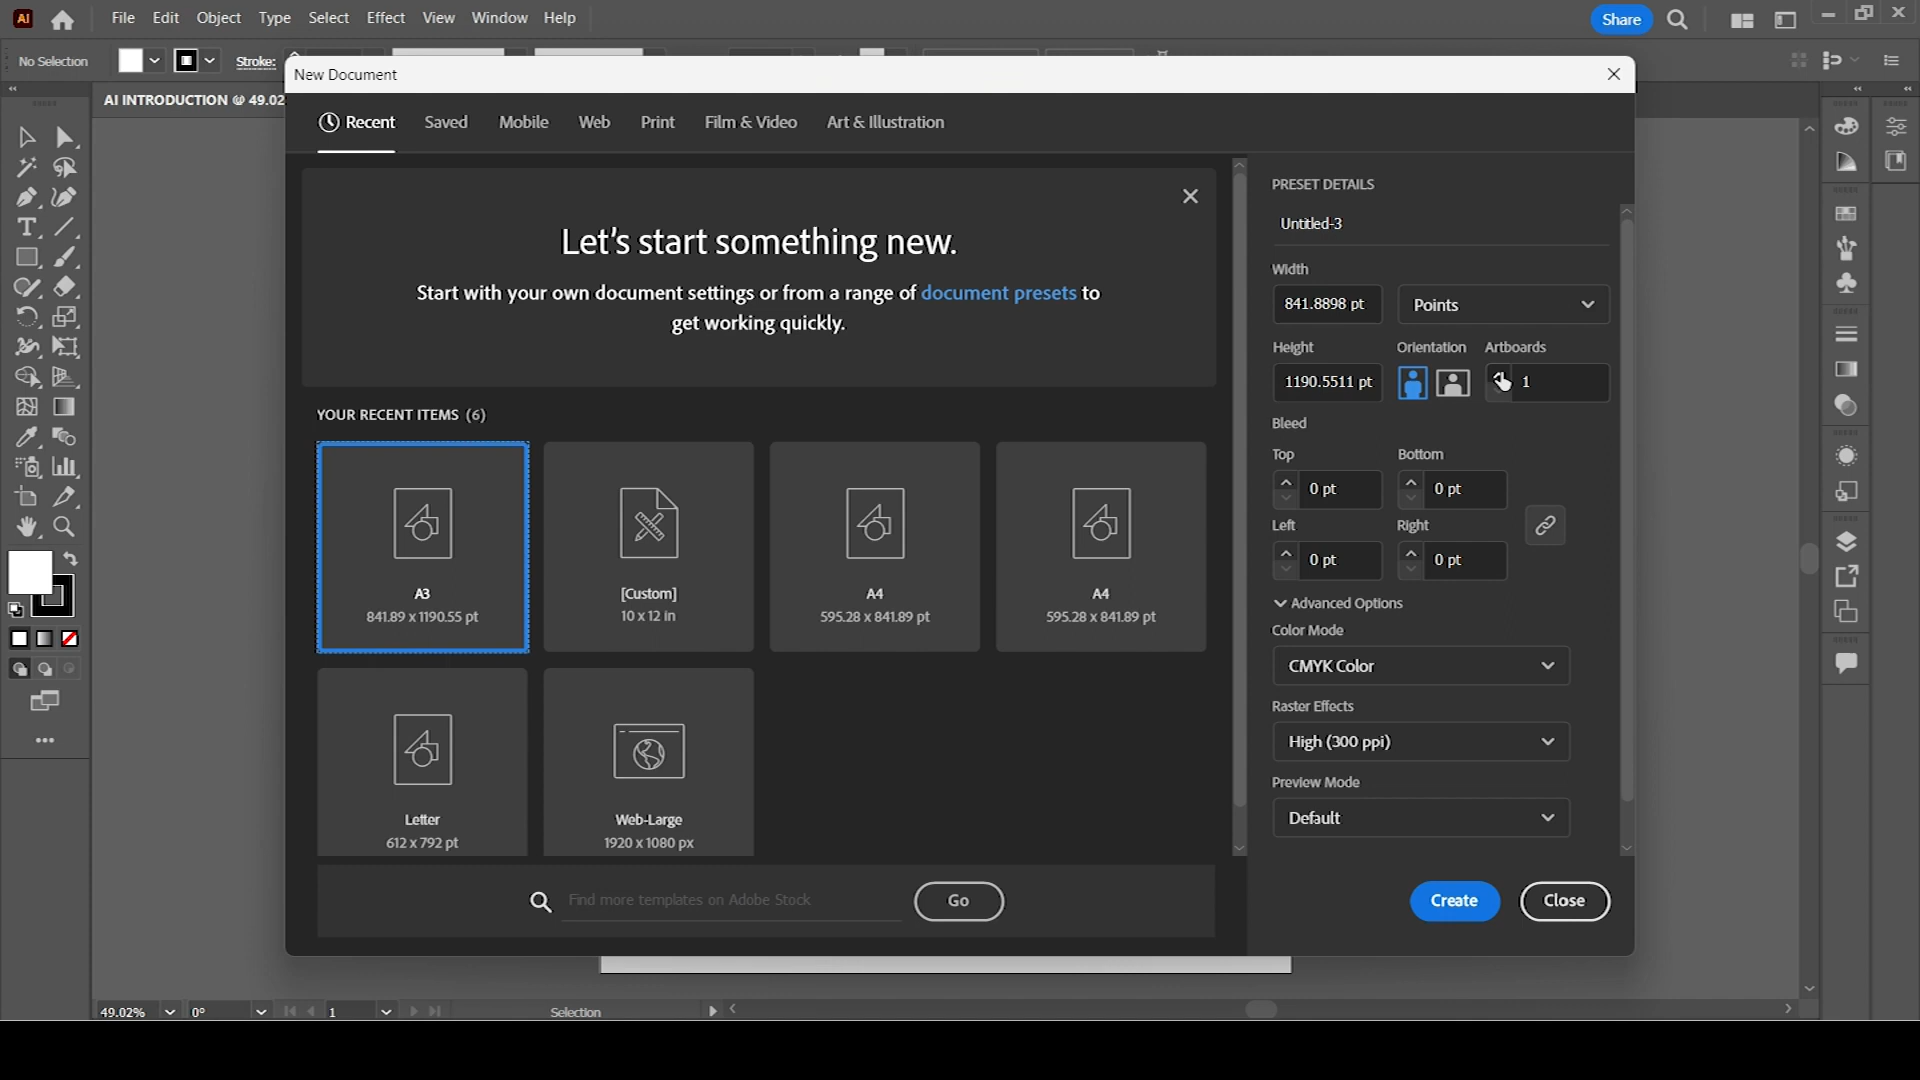 Ai File Edit Object Type Select Effect View Window Help Share
No Selection Stroke:
New Document
AI INTRODUCTION @ 49.02
Recent Saved Mobile Web Print Film & Video Art & Illustration
Let's start something new.
Start with your own document settings or from a range of document presets to
get working quickly.
YOUR RECENT ITEMS (6)
A3
841.89 x 1190.55 pt
[Custom]
10 x 12 in
A4
595.28 x 841.89 pt
A4
595.28 x 841.89 pt
Letter
612 x 792 pt
Web-Large
1920 x 1080 px
Find more templates on Adobe Stock
Go
PRESET DETAILS
Untitled-3
Width
841.8898 pt Points
Height Orientation Artboards
1190.5511 pt 1
Bleed
Top Bottom
0 pt 0 pt
Left Right
0 pt 0 pt
Advanced Options
Color Mode
CMYK Color
Raster Effects
High (300 ppi)
Preview Mode
Default
Create Close
49.02% 0° 1 Selection